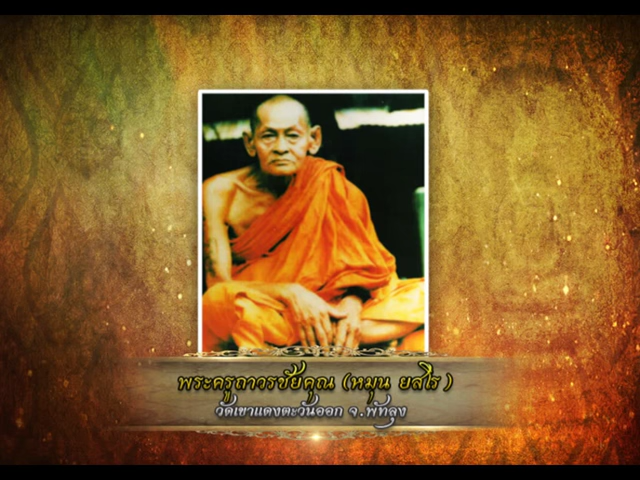 พระครูถาวรชัยคุณ (หมุน ยสโร )
วัดเขาแดงตะวันออก จ.พัทลุง